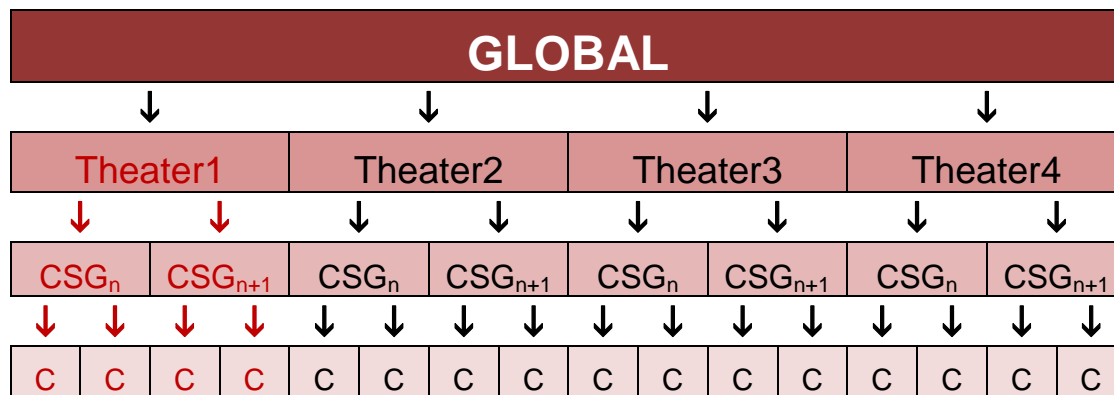 GLOBAL
Theater1 Theater2 Theater3 Theater4
CSGn CSGn+1 CSGn CSGn+1 CSGn CSGn+1 CSGn CSGn+1
C C C C C C C C C C C C C C C C